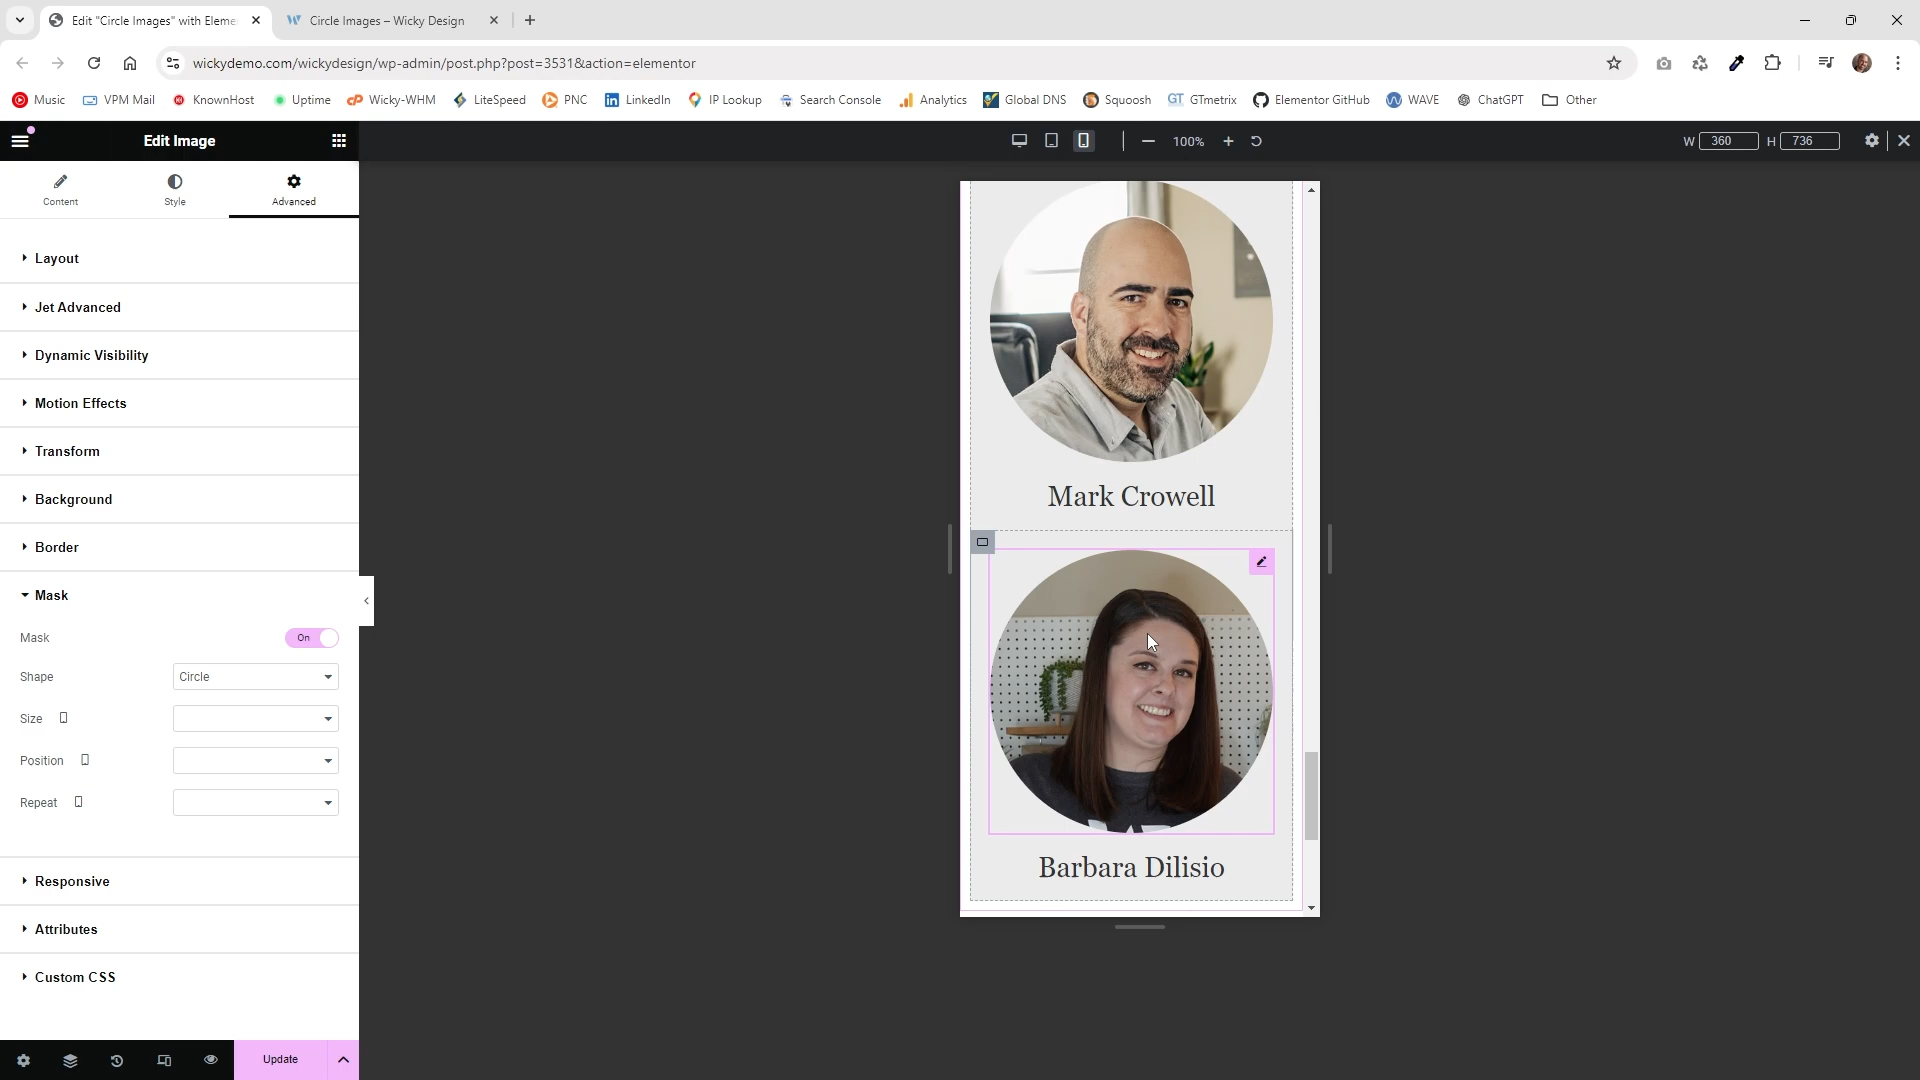 Edit "Circle Images" with Eleme
Circle Images – Wicky Design
wickydemo.com/wickydesign/wp-admin/post.php?post=3531&action=elementor
Music
VPM Mail
KnownHost
Uptime
Wicky-WHM
LiteSpeed
PNC
LinkedIn
IP Lookup
Search Console
Analytics
Global DNS
Squoosh
GTmetrix
Elementor GitHub
WAVE
ChatGPT
Other
Edit Image
100%
W 360 H 736
Content
Style
Advanced
Layout
Jet Advanced
Dynamic Visibility
Motion Effects
Transform
Background
Border
Mask
Mask On
Shape Circle
Size
Position
Repeat
Responsive
Attributes
Custom CSS
Update
Mark Crowell
Barbara Dilisio